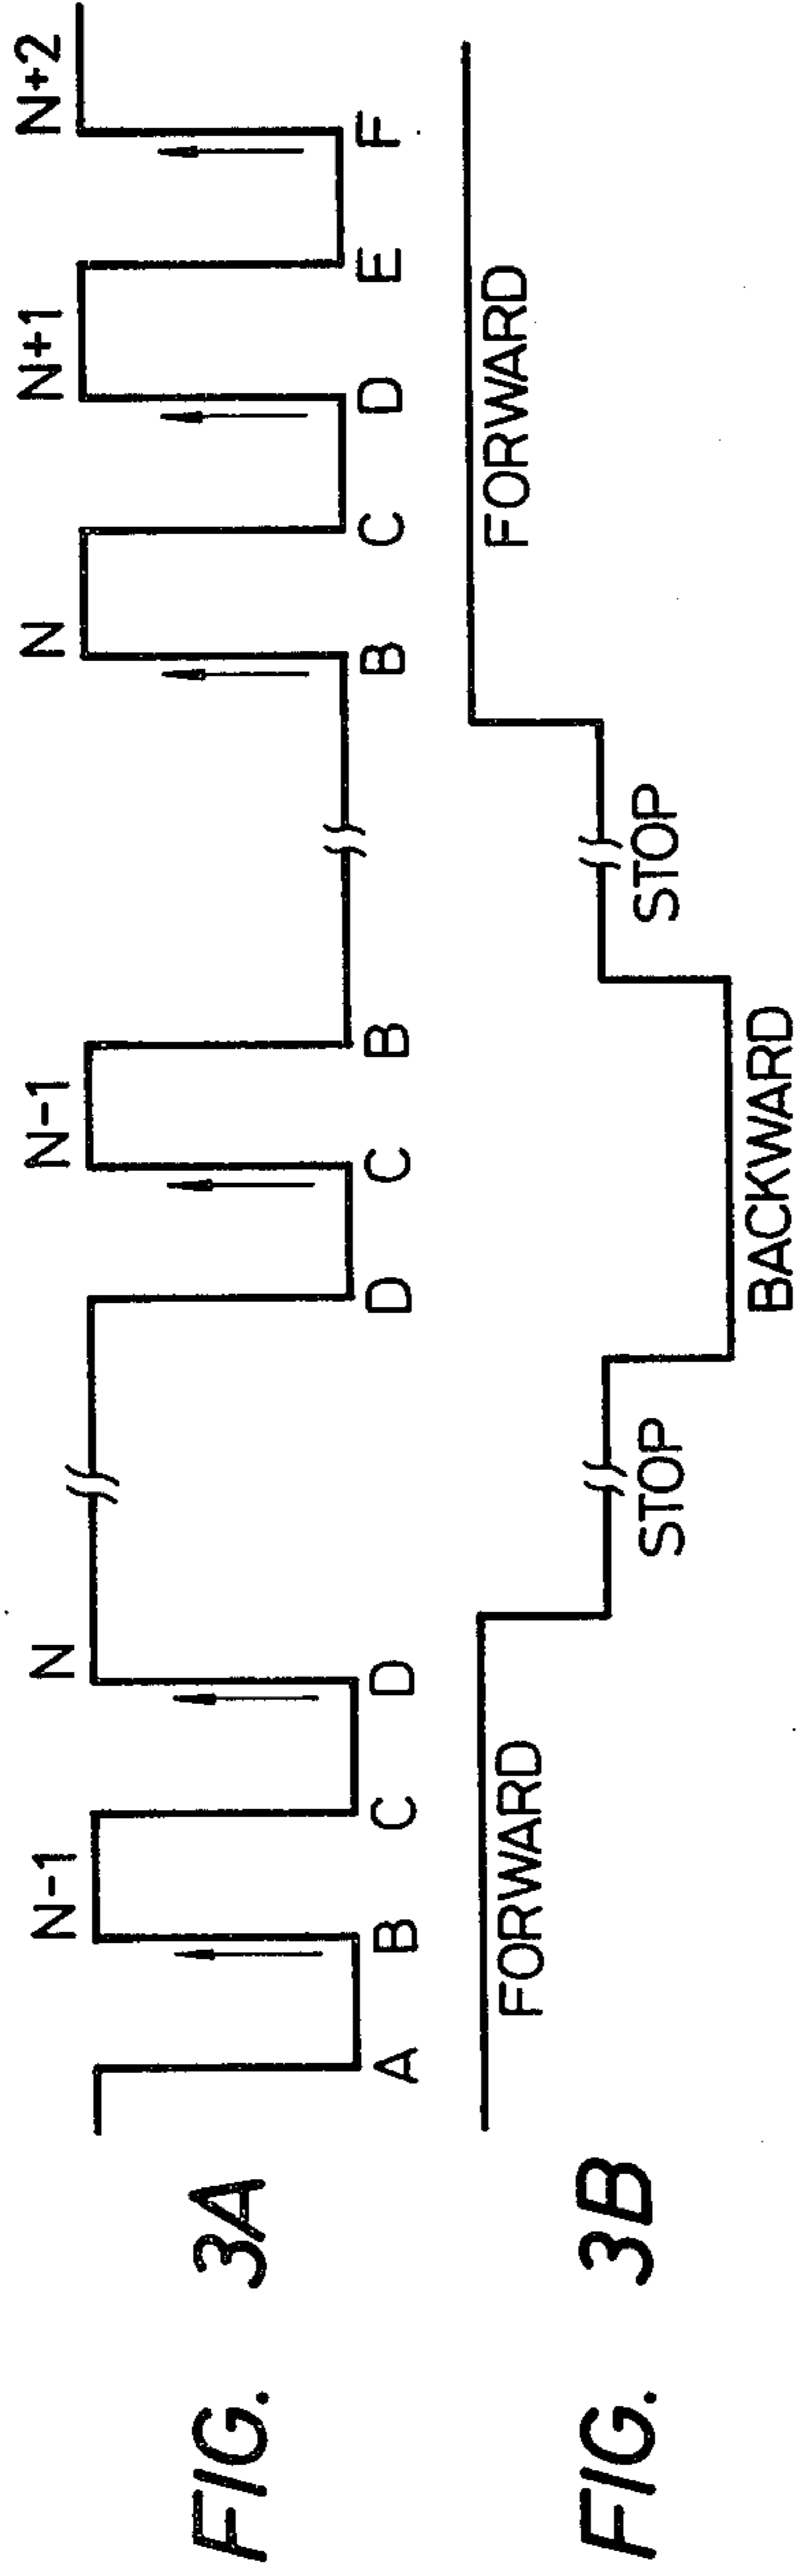 N-1 N N-1 N N+1 N+2
A B C D D C B B C D E F
FIG. 3A
FORWARD STOP BACKWARD STOP FORWARD
FIG. 3B